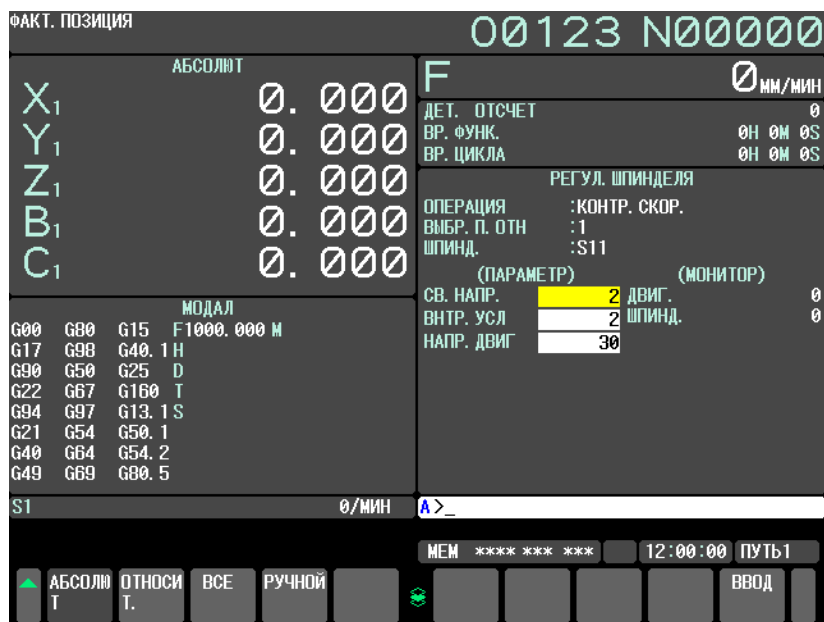 ФАКТ. ПОЗИЦИЯ
O0123 N00000
АБСОЛЮТ
X1 0.000
Y1 0.000
Z1 0.000
B1 0.000
C1 0.000
F 0 ММ/МИН
ДЕТ. ОТСЧЕТ 0
ВР. ФУНК. 0H 0M 0S
ВР. ЦИКЛА 0H 0M 0S
РЕГУЛ. ШПИНДЕЛЯ
ОПЕРАЦИЯ :КОНТР. СКОР.
ВЫБР. П. ОТН :1
ШПИНД. :S11
(ПАРАМЕТР) (МОНИТОР)
СВ. НАПР. 2 ДВИГ. 0
ВНТР. УСЛ 2 ШПИНД. 0
НАПР. ДВИГ 30
МОДАЛ
G00 G80 G15 F1000.000 M
G17 G98 G40.1 H
G90 G50 G25 D
G22 G67 G160 T
G94 G97 G13.1 S
G21 G54 G50.1
G40 G64 G54.2
G49 G69 G80.5
S1 0/МИН
A>_
MEM **** *** *** 12:00:00 ПУТЬ1
АБСОЛЮ
Т
ОТНОСИ
Т.
ВСЕ
РУЧНОЙ
ВВОД